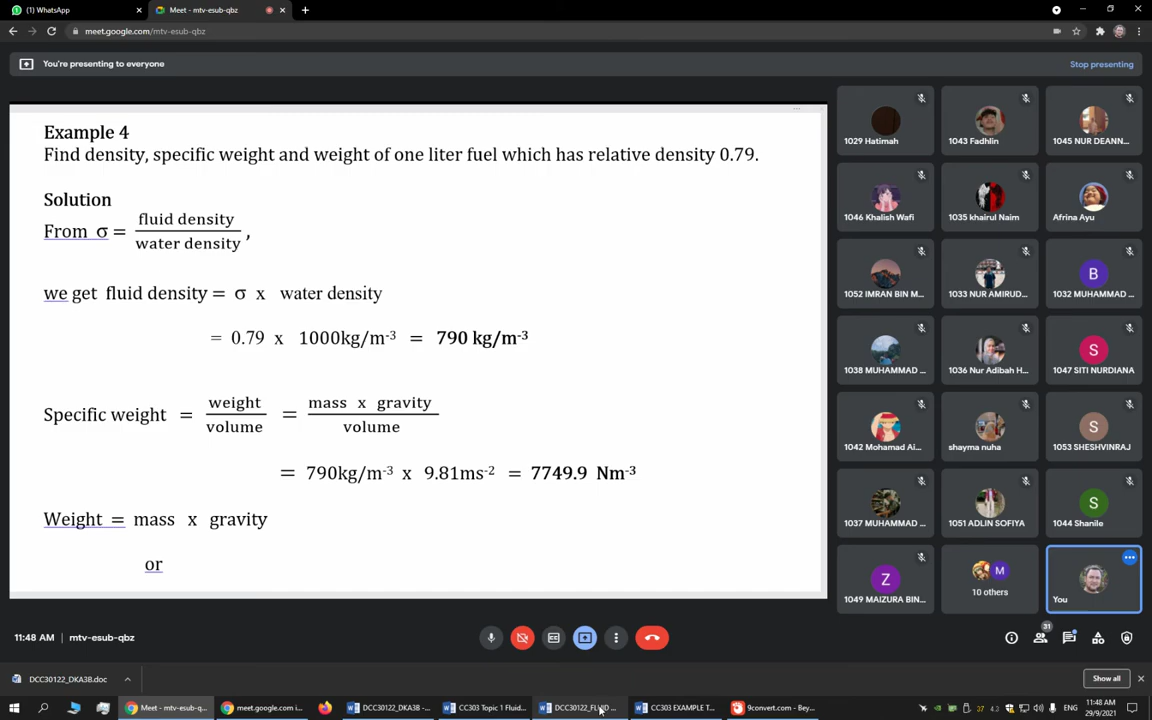 WhatsApp
Meet - mtv-esub-qbz
meet.google.com/mtv-esub-qbz
You're presenting to everyone
Stop presenting
Example 4
Find density, specific weight and weight of one liter fuel which has relative density 0.79.
Solution
From σ = fluid density / water density,
we get fluid density = σ x water density
= 0.79 x 1000kg/m-3 = 790 kg/m-3
Specific weight = weight / volume = mass x gravity / volume
= 790kg/m-3 x 9.81ms-2 = 7749.9 Nm-3
Weight = mass x gravity
or
1029 Hatimah
1043 Fadhlin
1045 NUR DEANN...
1046 Khalish Wafi
1035 khairul Naim
Afrina Ayu
1052 IMRAN BIN M...
1033 NUR AMIRUD...
B
1032 MUHAMMAD ...
1038 MUHAMMAD ...
1036 Nur Adibah H...
S
1047 SITI NURDIANA
1042 Mohamad Ai...
shayma nuha
S
1053 SHESHVINRAJ
1037 MUHAMMAD ...
1051 ADLIN SOFIYA
S
1044 Shanile
Z
1049 MAIZURA BIN...
M
10 others
You
11:48 AM | mtv-esub-qbz
31
DCC30122_DKA3B.doc
Show all
Meet - mtv-esub-q...
meet.google.com i...
DCC30122_DKA3B -...
CC303 Topic 1 Fluid...
DCC30122_FLUID ...
CC303 EXAMPLE T...
9convert.com - Bey...
37
4.3
ENG
11:48 AM
29/9/2021